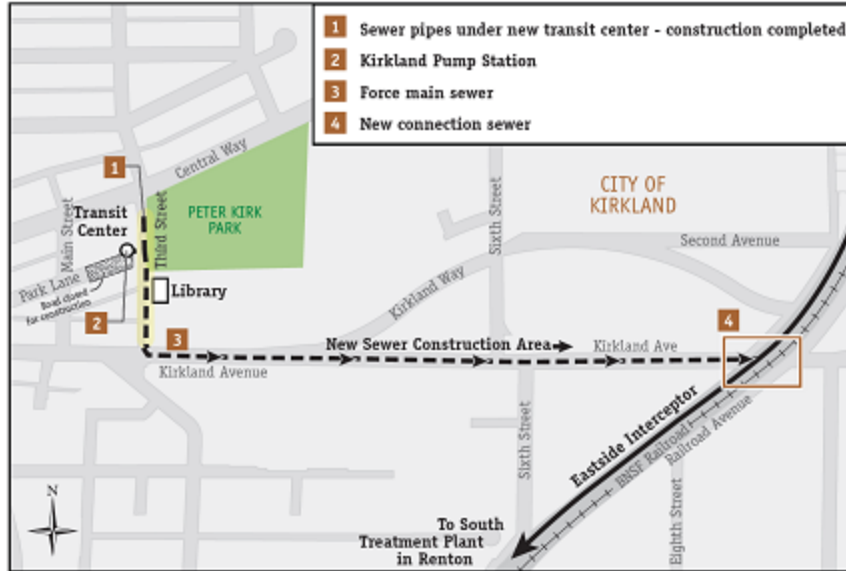 1 Sewer pipes under new transit center - construction completed
2 Kirkland Pump Station
3 Force main sewer
4 New connection sewer
Central Way
1
CITY OF
KIRKLAND
PETER KIRK
PARK
Transit
Center
Main Street
Third Street
Sixth Street
Second Avenue
Park Lane
Road closed
for construction
Library
Kirkland Way
2
3
4
New Sewer Construction Area
Kirkland Ave
Kirkland Avenue
Sixth Street
Eastside Interceptor
BNSF Railroad
Railroad Avenue
Eighth Street
N
To South
Treatment Plant
in Renton